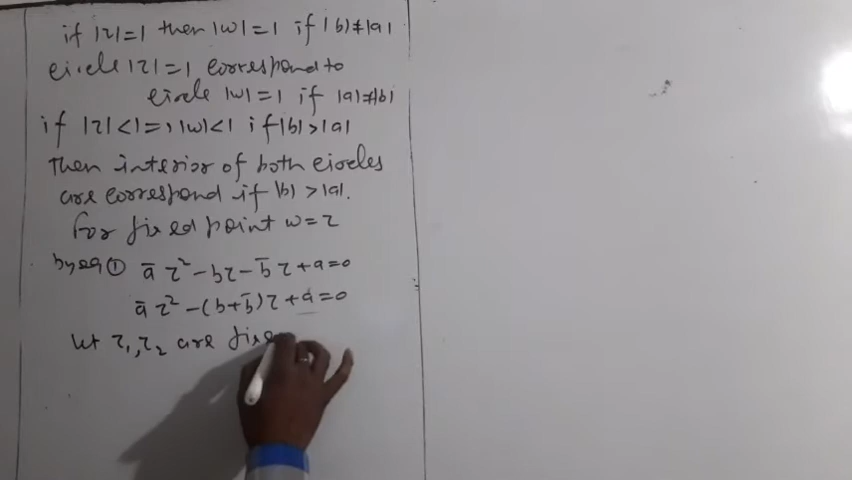 if |z|=1 then |w|=1 if |b|≠|a|
circle |z|=1 correspond to
circle |w|=1 if |a|≠|b|
if |z|<1 ⇒ |w|<1 if |b|>|a|
then interior of both circles
are correspond if |b| >|a|.
for fixed point w=z
by eq ① ā z² - bz - b̄ z + a = 0
ā z² - (b+b̄) z + a = 0
let z₁, z₂ are fixe